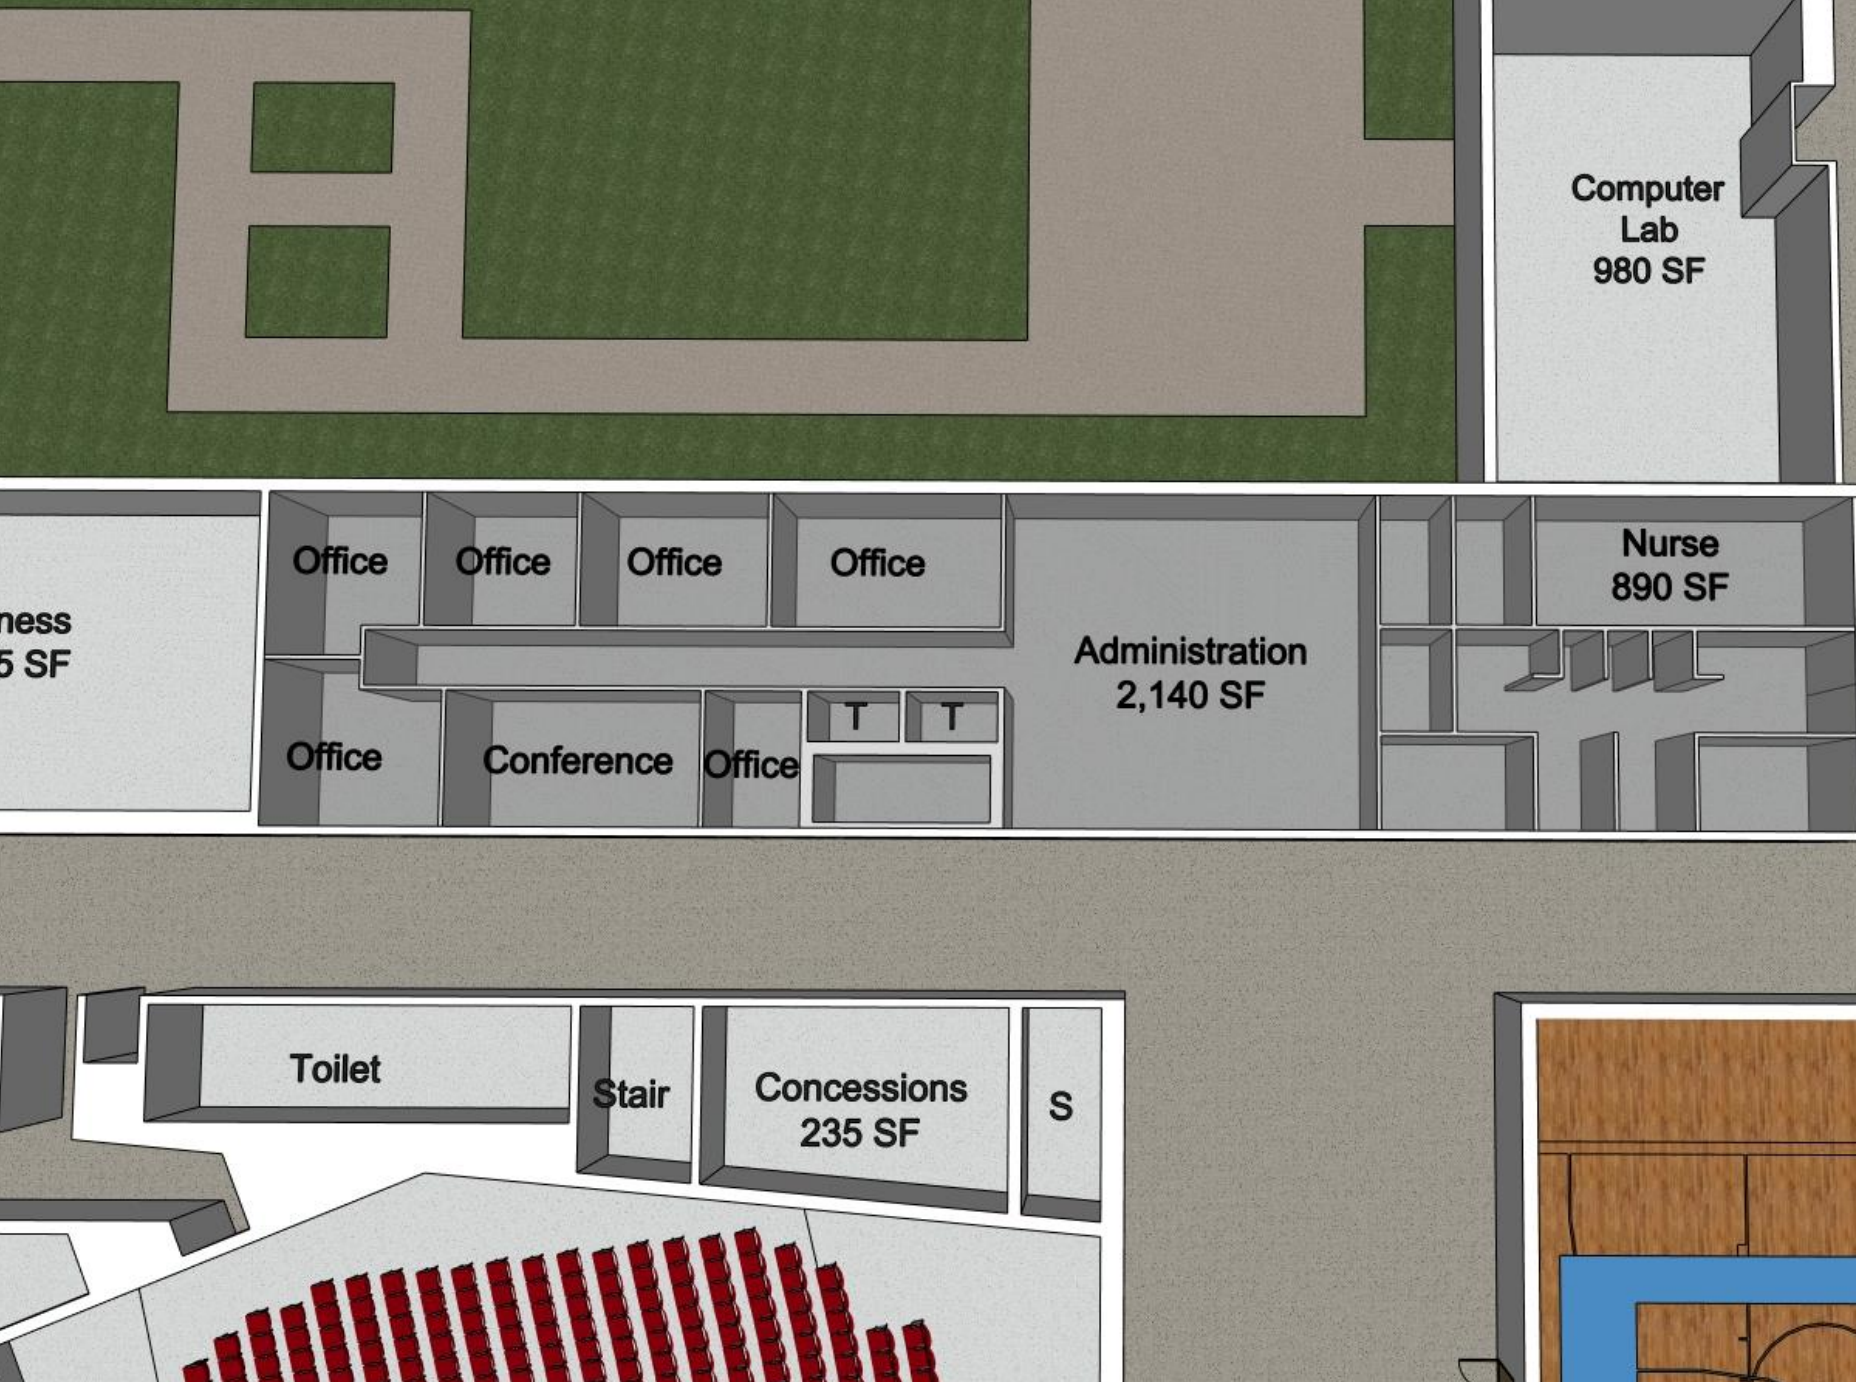 Computer
Lab
980 SF
Office
Office
Office
Office
Nurse
890 SF
ness
5 SF
Administration
2,140 SF
Office
Conference
Office
T
T
Toilet
Stair
Concessions
235 SF
S